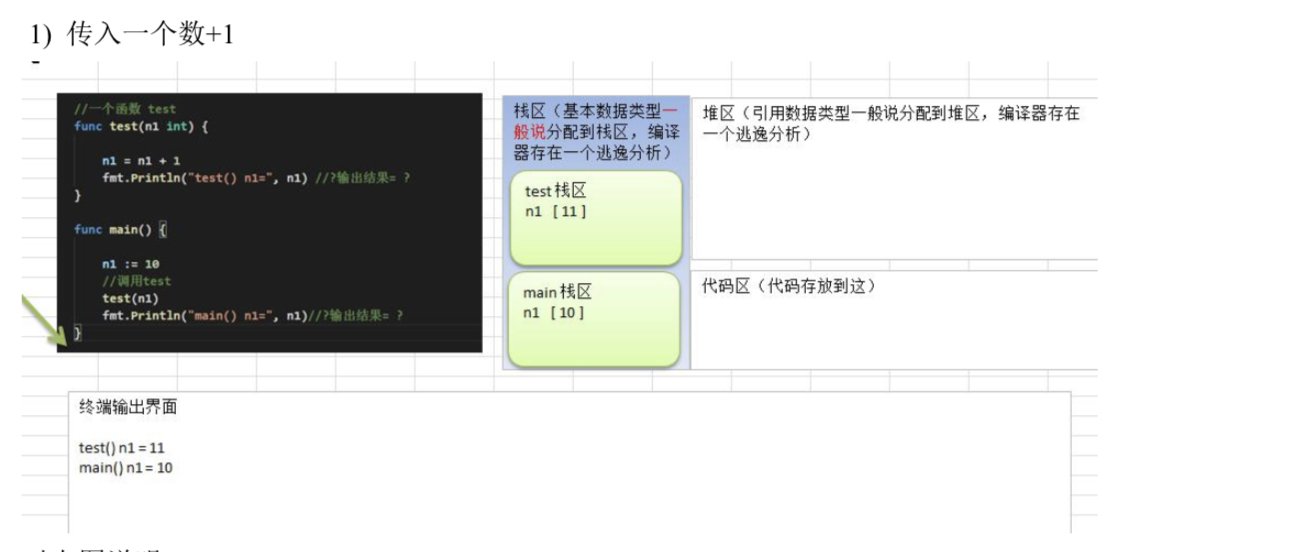 1) 传入一个数+1
//一个函数 test
func test(n1 int) {
n1 = n1 + 1
fmt.Println("test() n1=", n1) //?输出结果= ?
}
func main() {
n1 := 10
//调用test
test(n1)
fmt.Println("main() n1=", n1)//?输出结果= ?
}
栈区（基本数据类型一
般说分配到栈区，编译
器存在一个逃逸分析）
test栈区
n1 [ 11 ]
main 栈区
n1 [ 10 ]
堆区（引用数据类型一般说分配到堆区，编译器存在
一个逃逸分析）
代码区（代码存放到这）
终端输出界面
test() n1 = 11
main() n1 = 10